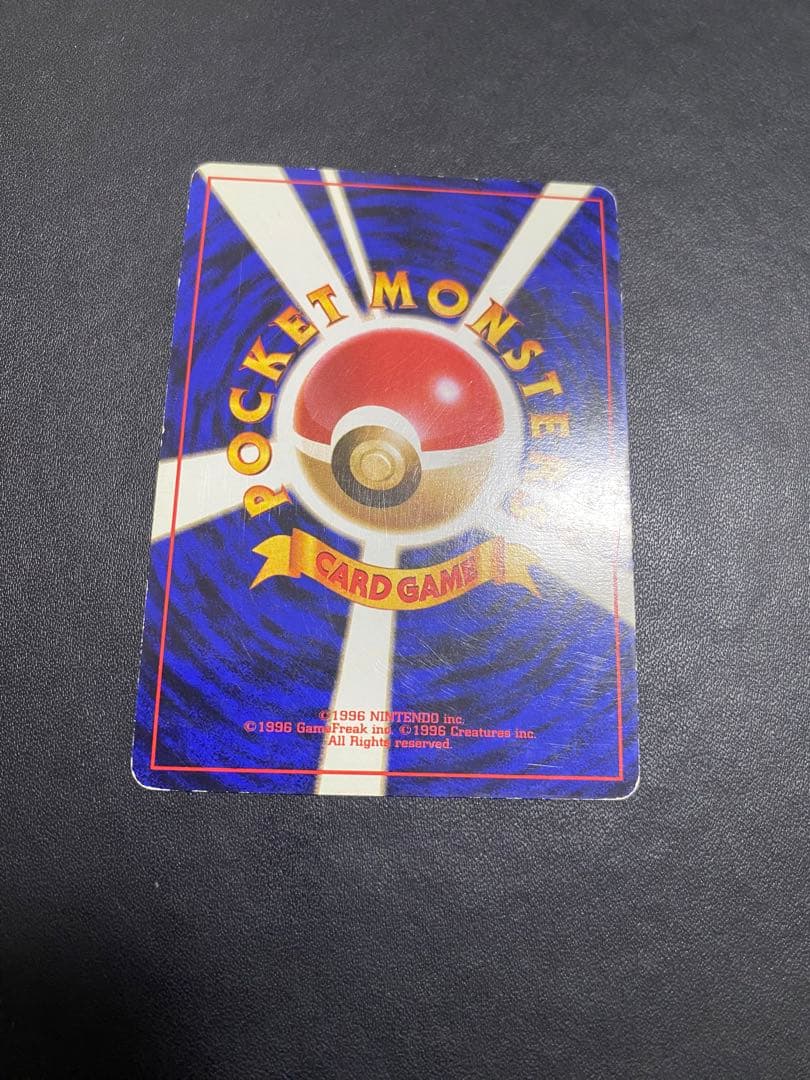 POCKET MONSTERS
CARD GAME
©1996 NINTENDO inc.
©1996 GameFreak inc. ©1996 Creatures inc.
All Rights reserved.